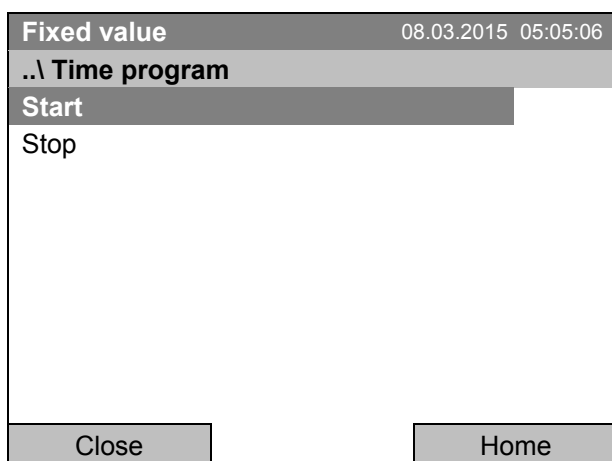 Fixed value 08.03.2015 05:05:06
..\ Time program
Start
Stop
Close Home